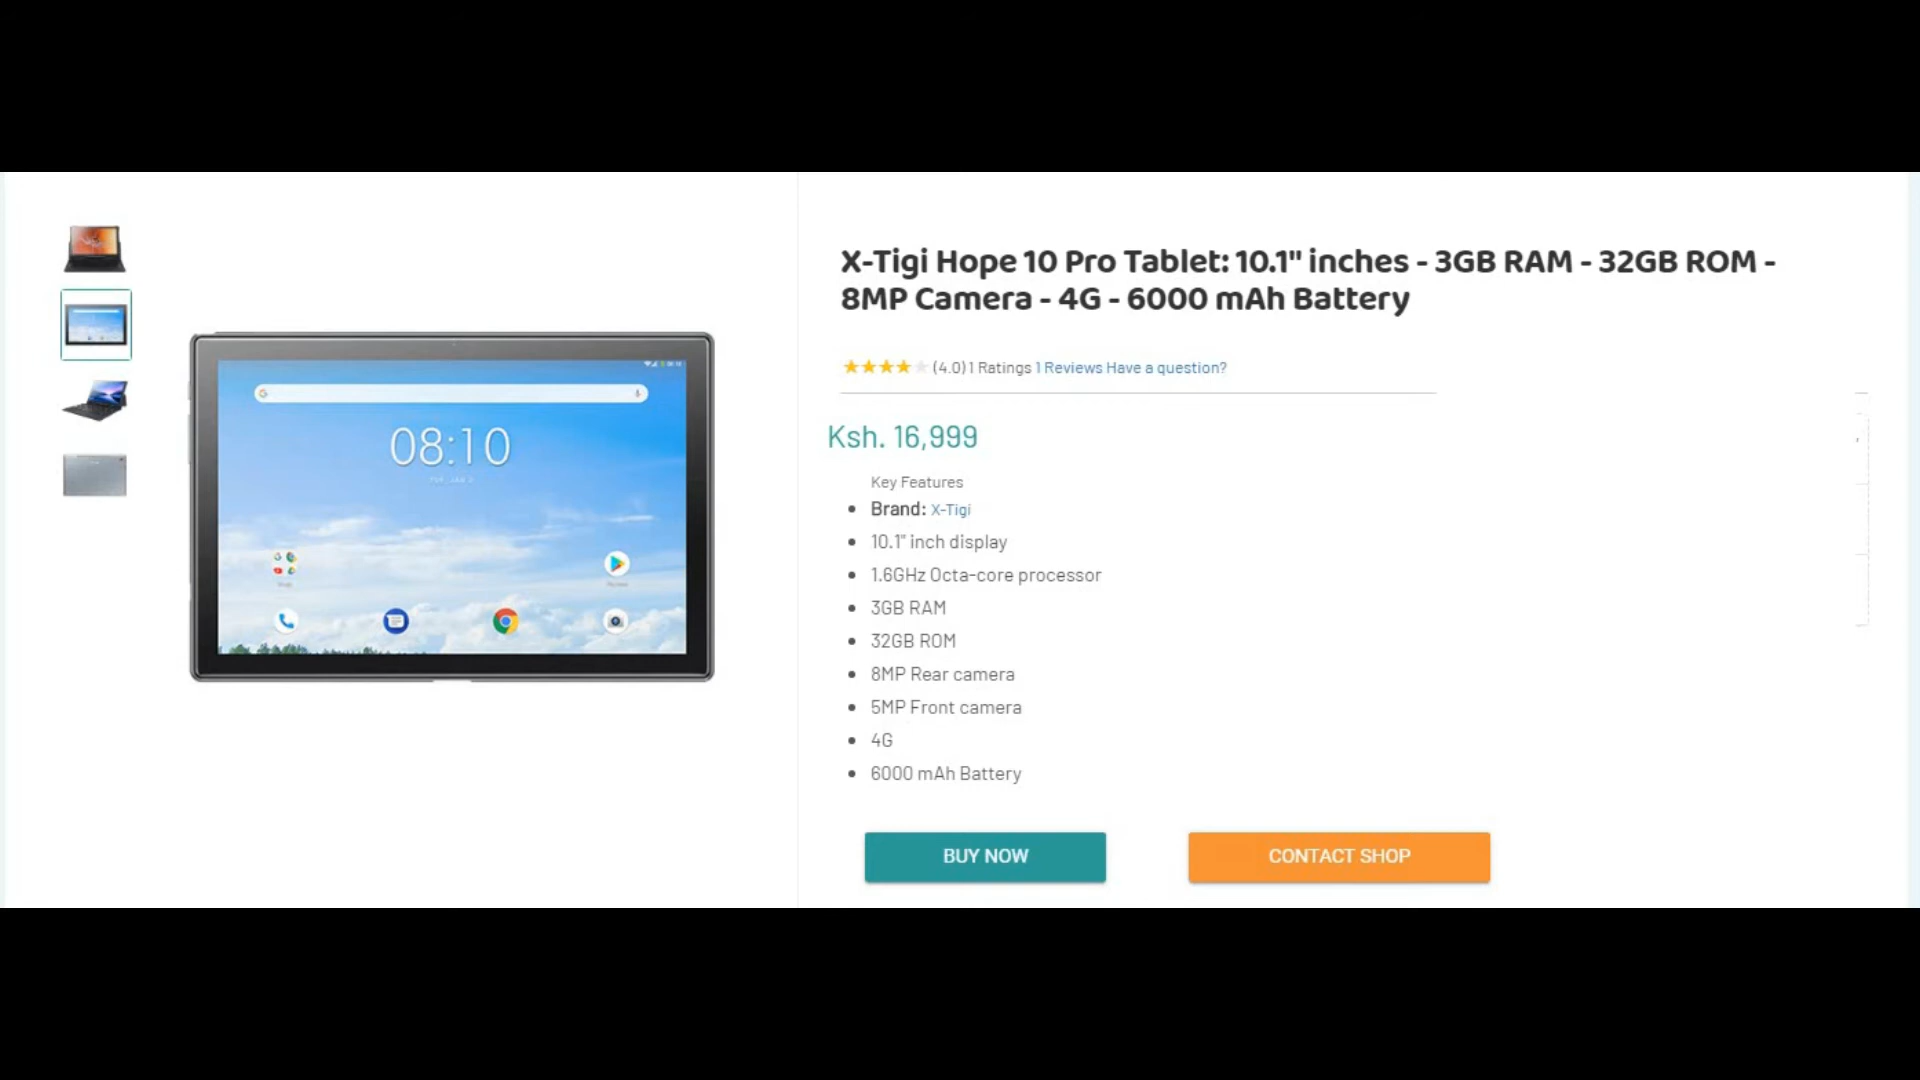 X-Tigi Hope 10 Pro Tablet: 10.1" inches - 3GB RAM - 32GB ROM -
8MP Camera - 4G - 6000 mAh Battery
(4.0) 1 Ratings 1 Reviews Have a question?
Ksh. 16,999
Key Features
Brand: X-Tigi
10.1" inch display
1.6GHz Octa-core processor
3GB RAM
32GB ROM
8MP Rear camera
5MP Front camera
4G
6000 mAh Battery
BUY NOW
CONTACT SHOP
08:10